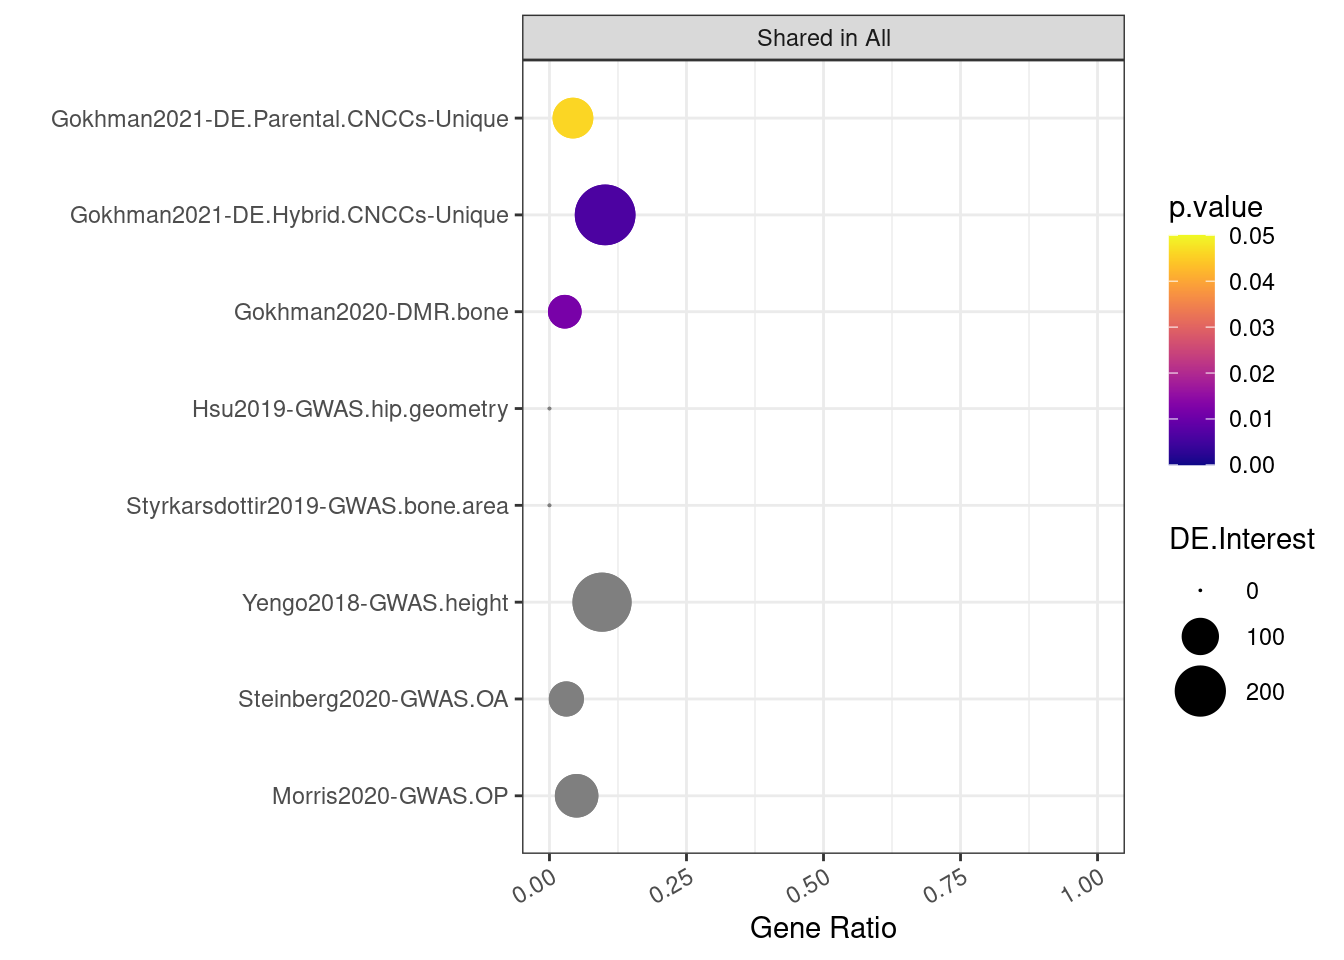 Shared in All
Gokhman2021-DE.Parental.CNCCs-Unique
Gokhman2021-DE.Hybrid.CNCCs-Unique
Gokhman2020-DMR.bone
Hsu2019-GWAS.hip.geometry
Styrkarsdottir2019-GWAS.bone.area
Yengo2018-GWAS.height
Steinberg2020-GWAS.OA
Morris2020-GWAS.OP
0.00 0.25 0.50 0.75 1.00
Gene Ratio
p.value
0.05
0.04
0.03
0.02
0.01
0.00
DE.Interest
0
100
200